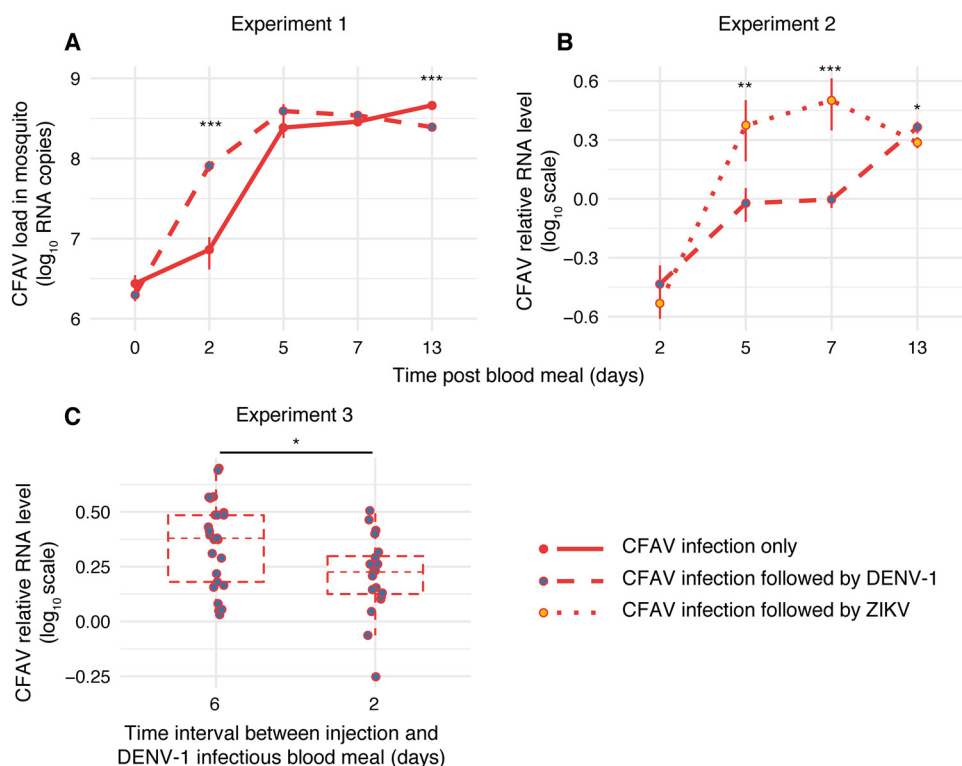 Experiment 1
A
CFAV load in mosquito
(log10 RNA copies)
9
8
7
6
***
***
0
2
5
7
13
Experiment 2
B
CFAV relative RNA level
(log10 scale)
0.6
0.3
0.0
−0.3
−0.6
**
***
*
2
5
7
13
Time post blood meal (days)
Experiment 3
C
CFAV relative RNA level
(log10 scale)
0.50
0.25
0.00
−0.25
*
6
2
Time interval between injection and
DENV-1 infectious blood meal (days)
CFAV infection only
CFAV infection followed by DENV-1
CFAV infection followed by ZIKV